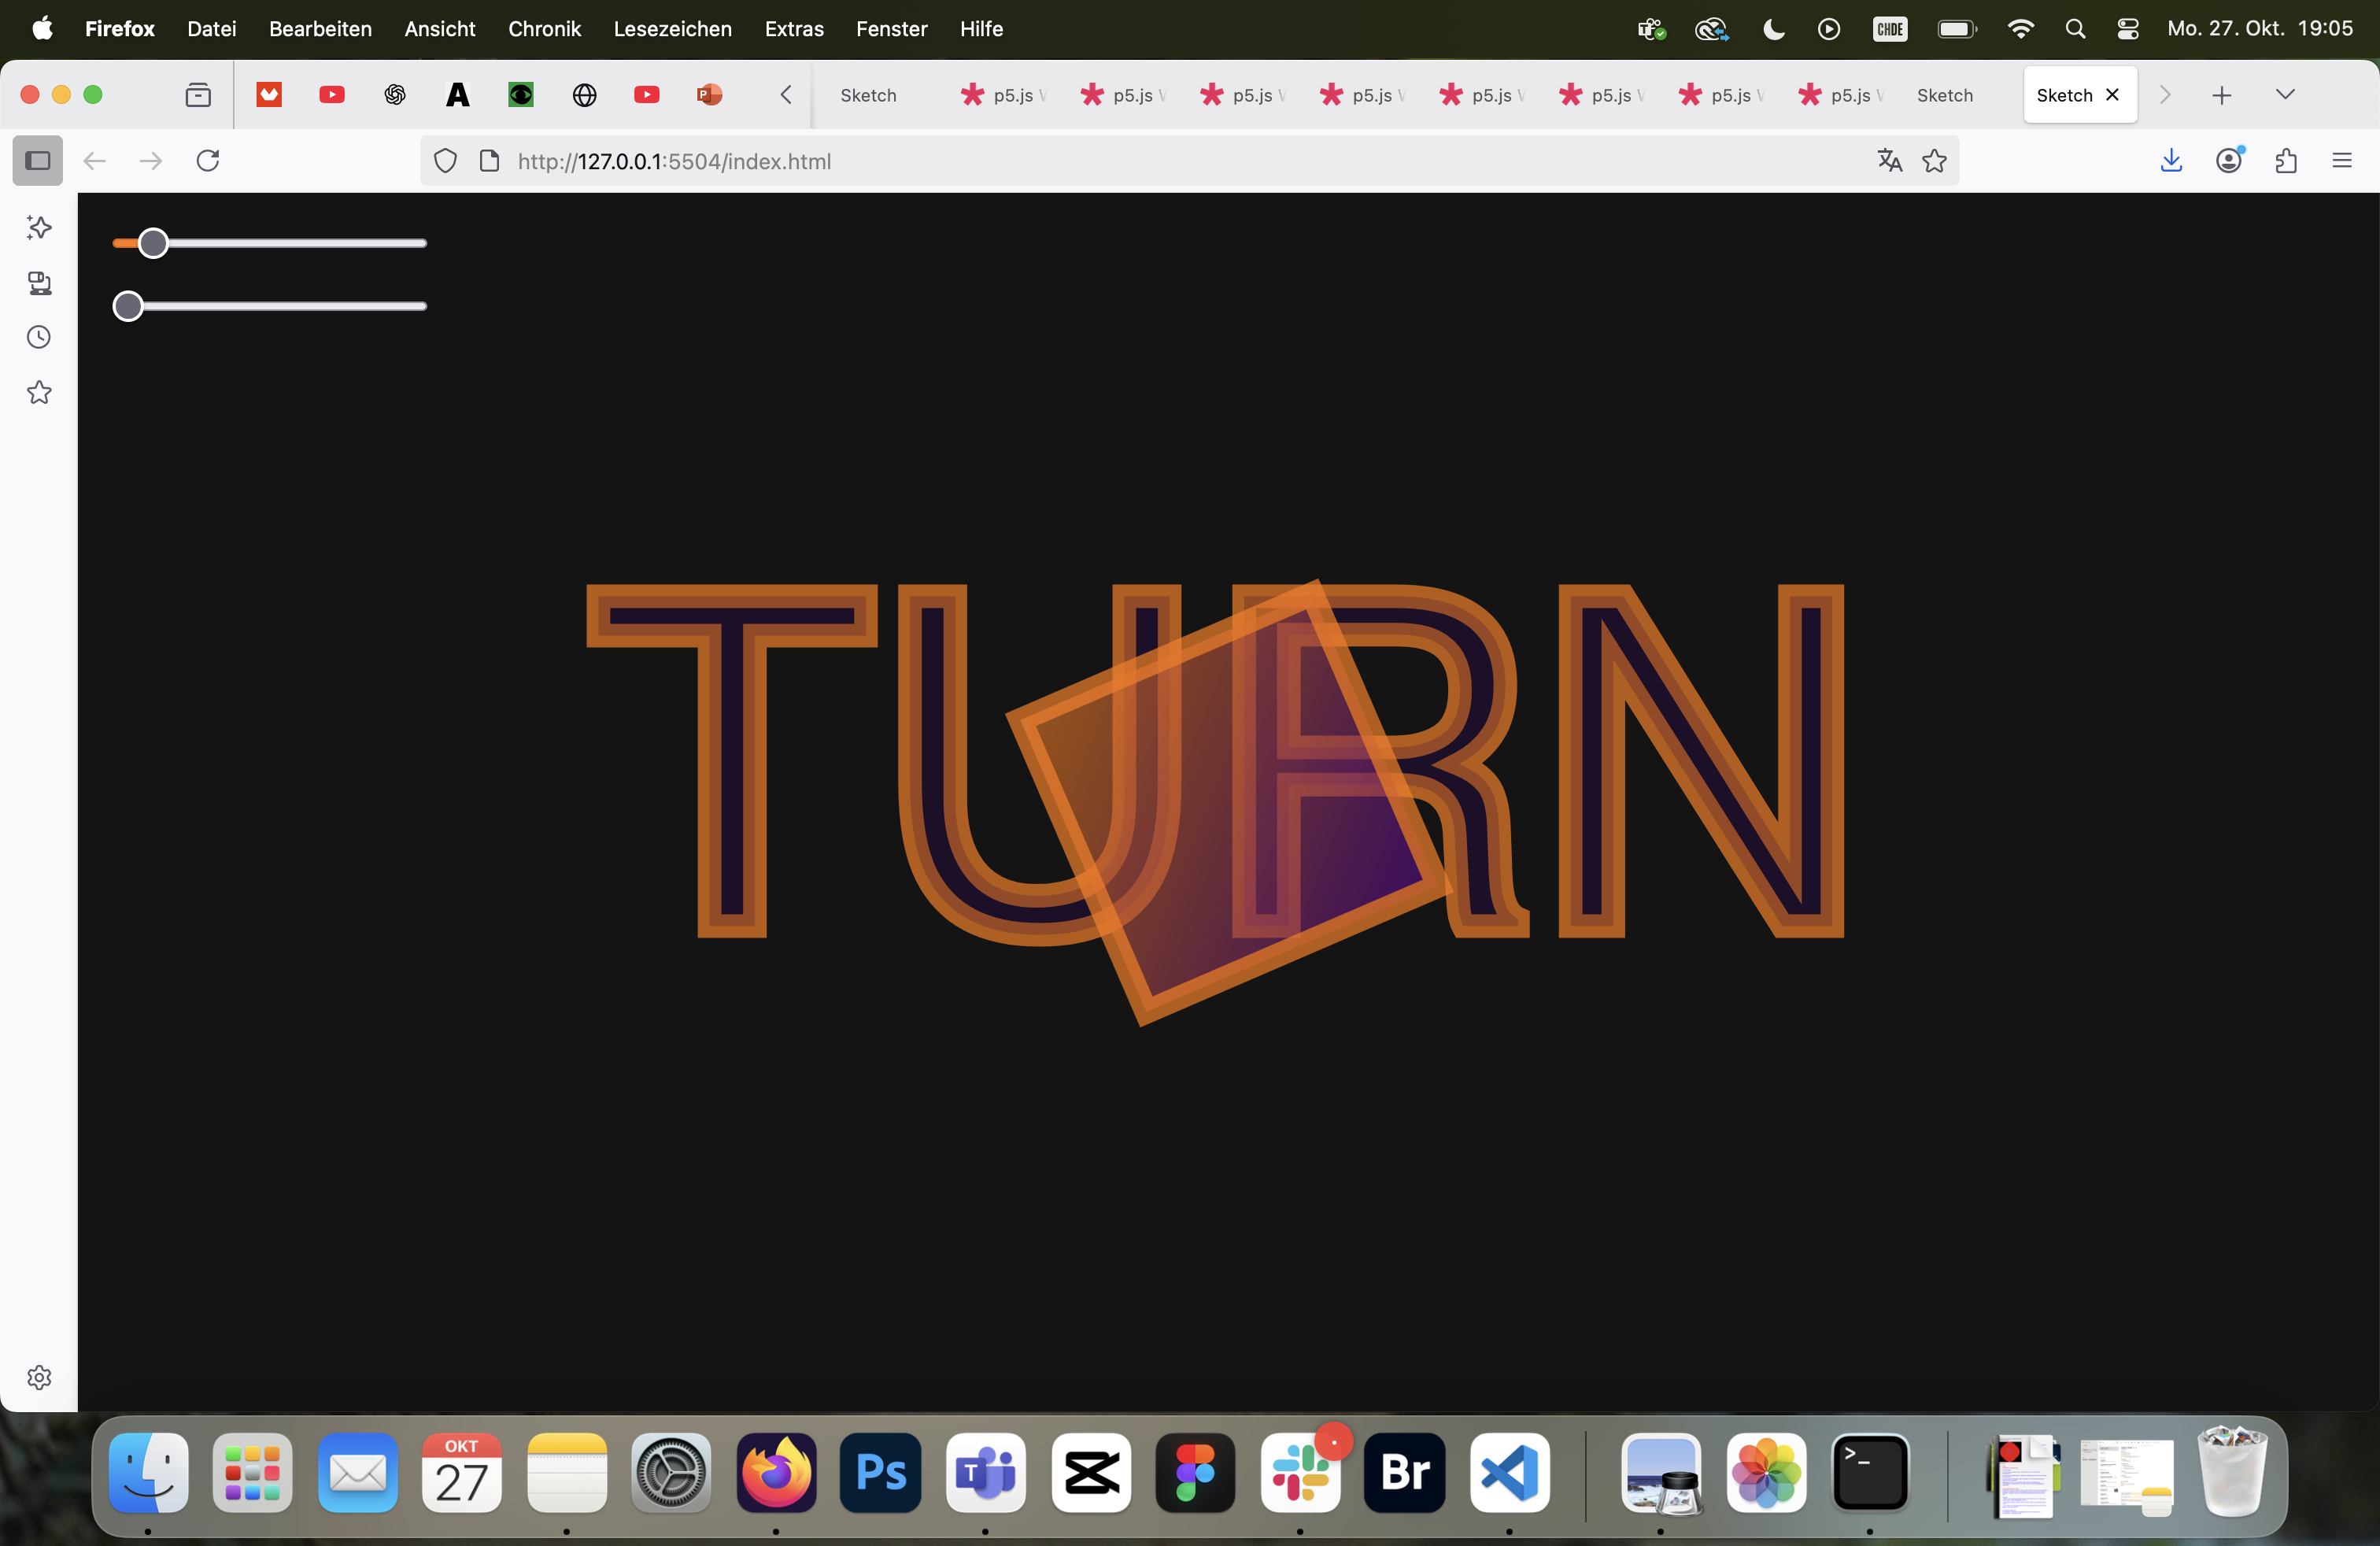 Firefox Datei Bearbeiten Ansicht Chronik Lesezeichen Extras Fenster Hilfe CHDE Mo. 27. Okt. 19:05
A P Sketch p5.js p5.js p5.js p5.js p5.js p5.js p5.js p5.js Sketch Sketch
http://127.0.0.1:5504/index.html
TURN
OKT
27 Ps T Br >_